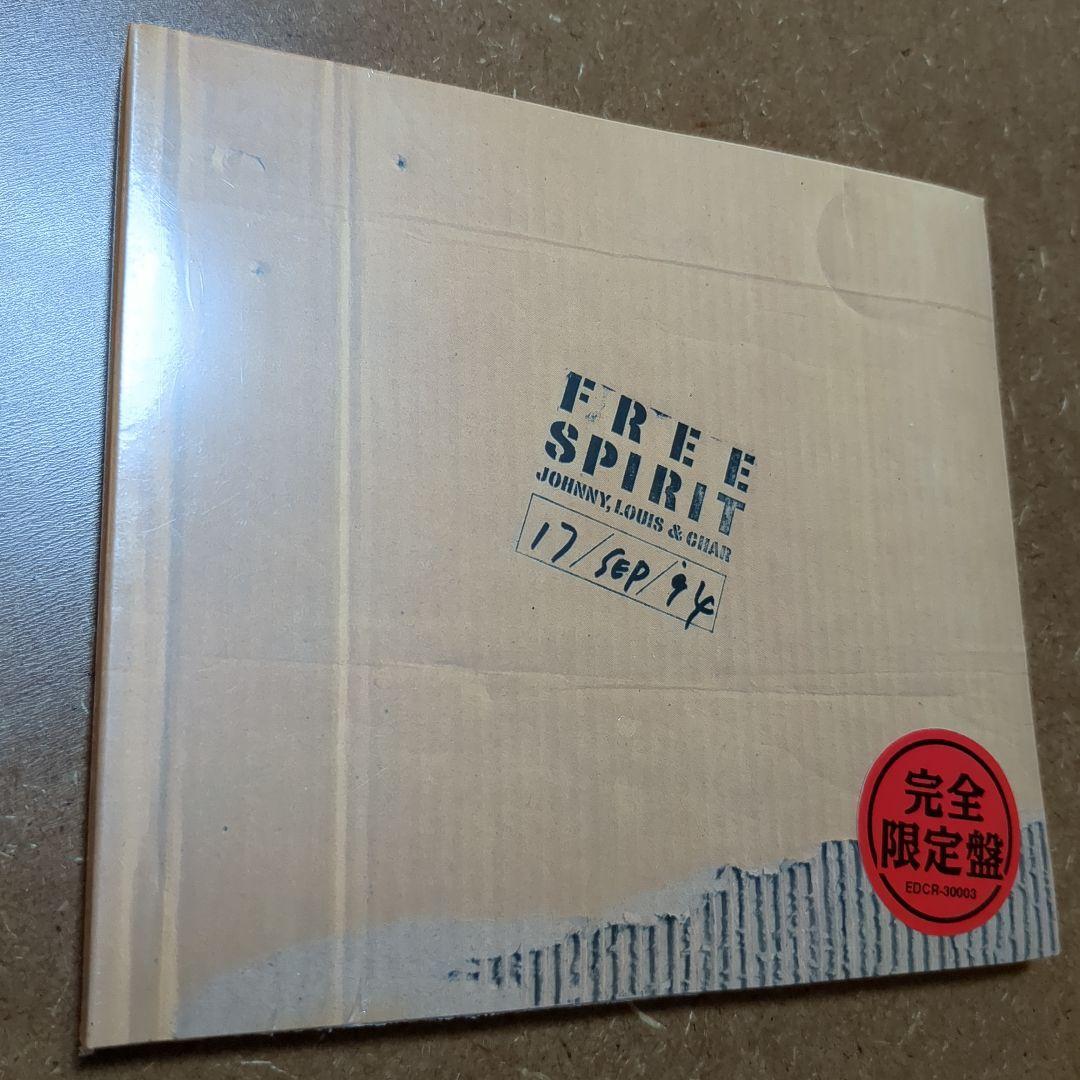 FREE
SPIRIT
JOHNNY, LOUIS & CHAR
17/SEP/'94
完全
限定盤
EDCR-30003